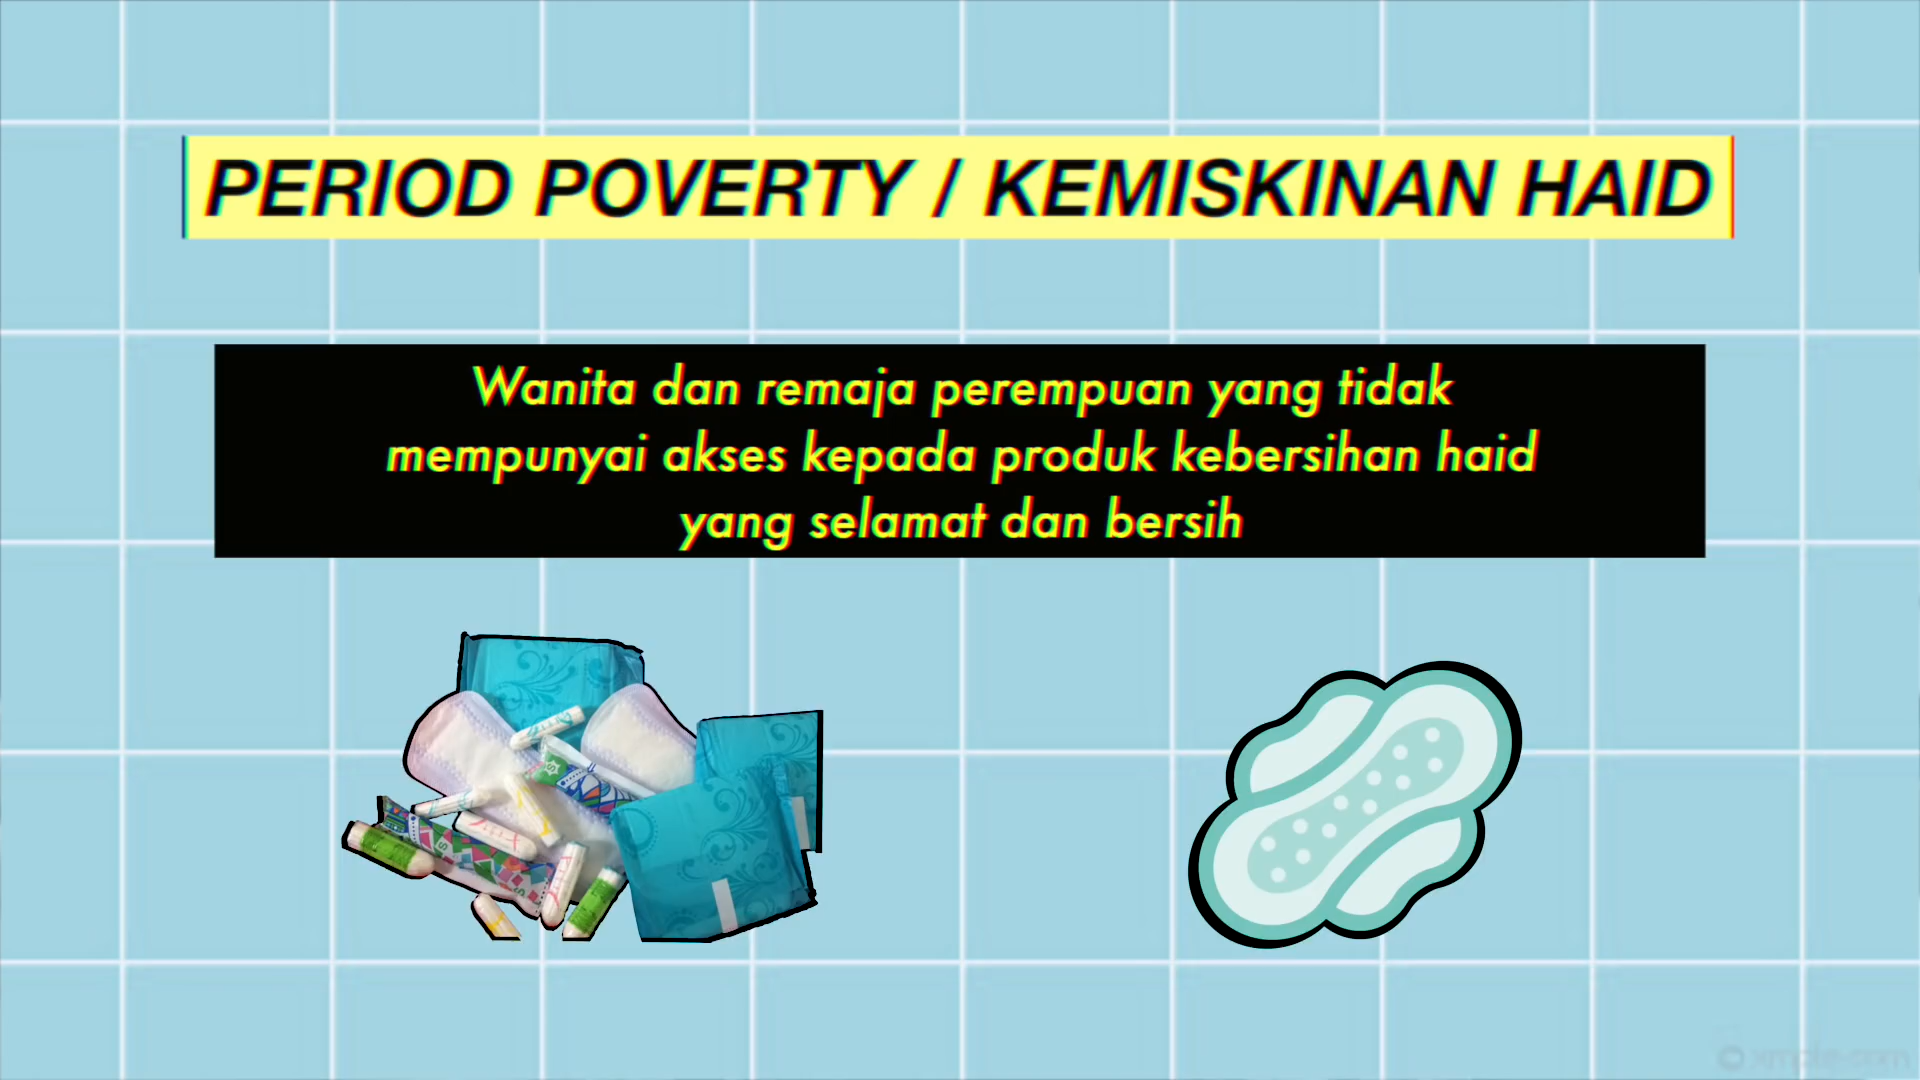 PERIOD POVERTY / KEMISKINAN HAID
Wanita dan remaja perempuan yang tidak
mempunyai akses kepada produk kebersihan haid
yang selamat dan bersih